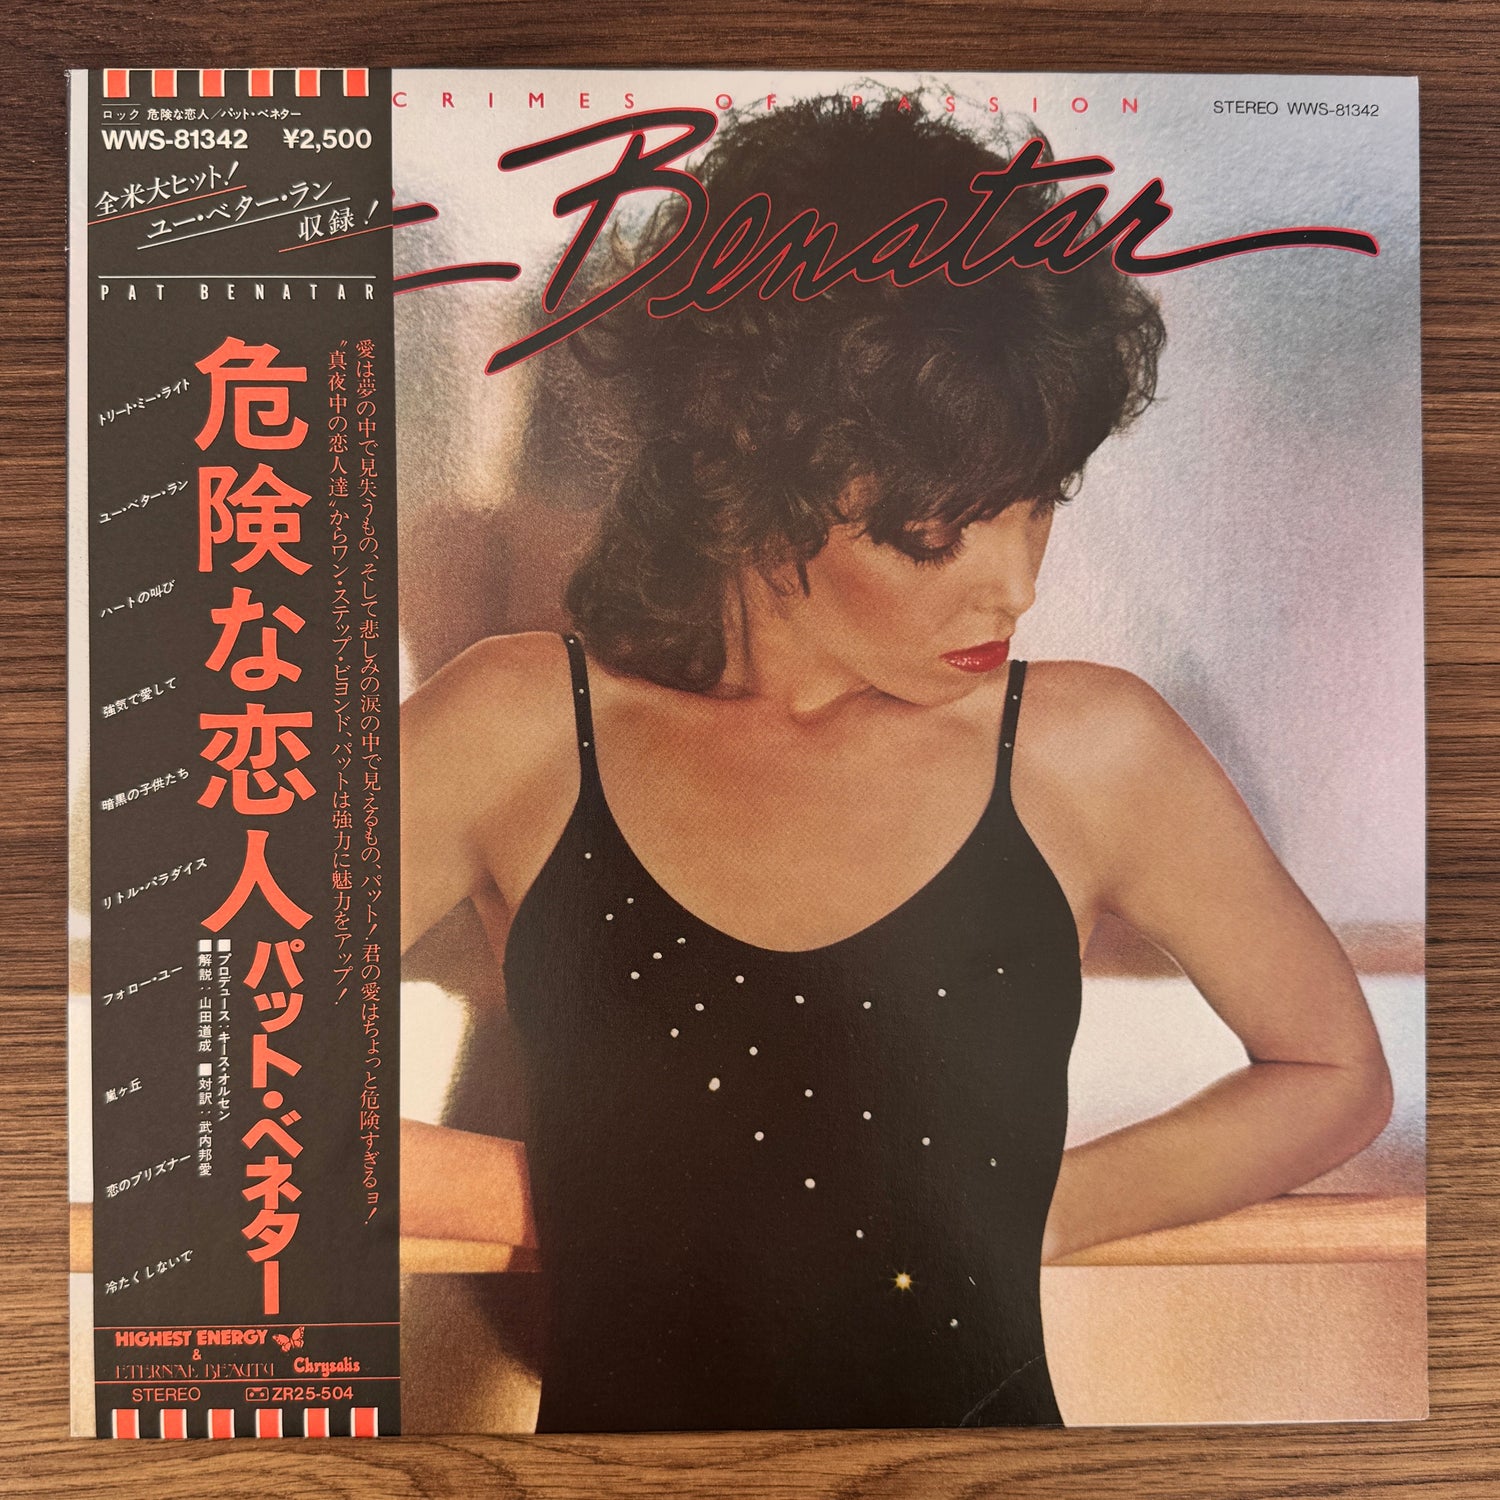 ロック 危険な恋人／パット・ベネター
WWS-81342 ¥2,500
全米大ヒット!
ユー・ベター・ラン
収録!
PAT BENATAR
愛は夢の中で見失うもの、そして悲しみの涙の中で見えるもの、パット!君の愛はちょっと危険すぎるョ!
“真夜中の恋人達”からワン・ステップ・ビヨンド、パットは強力に魅力をアップ!
危険な恋人
パット・ベネター
■プロデュース:キース・オルセン
■解説:山田道成 ■対訳:武内邦愛
トリート・ミー・ライト
ユー・ベター・ラン
ハートの叫び
強気で愛して
暗黒の子供たち
リトル・パラダイス
フォロー・ユー
嵐ヶ丘
恋のプリズナー
冷たくしないで
HIGHEST ENERGY
&
ETERNAL BEAUTY
Chrysalis
STEREO ZR25-504
CRIMES OF PASSION
STEREO WWS-81342
Benatar